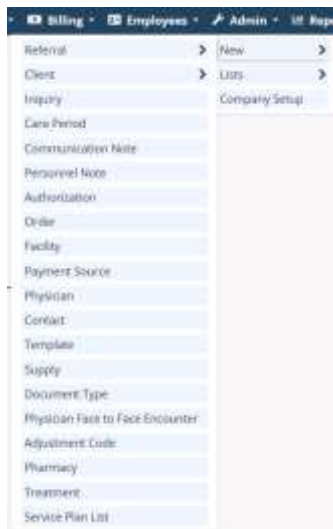 Billing Employees Admin Rep
Referral
Client
Inquiry
Care Period
Communication Note
Personnel Note
Authorization
Order
Facility
Payment Source
Physician
Contact
Template
Supply
Document Type
Physician Face to Face Encounter
Adjustment Code
Pharmacy
Treatment
Service Plan List
New
Lists
Company Setup